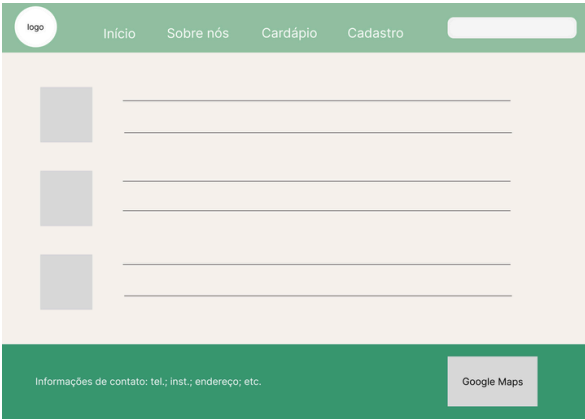 logo
Início Sobre nós Cardápio Cadastro
Informações de contato: tel.; inst.; endereço; etc.
Google Maps